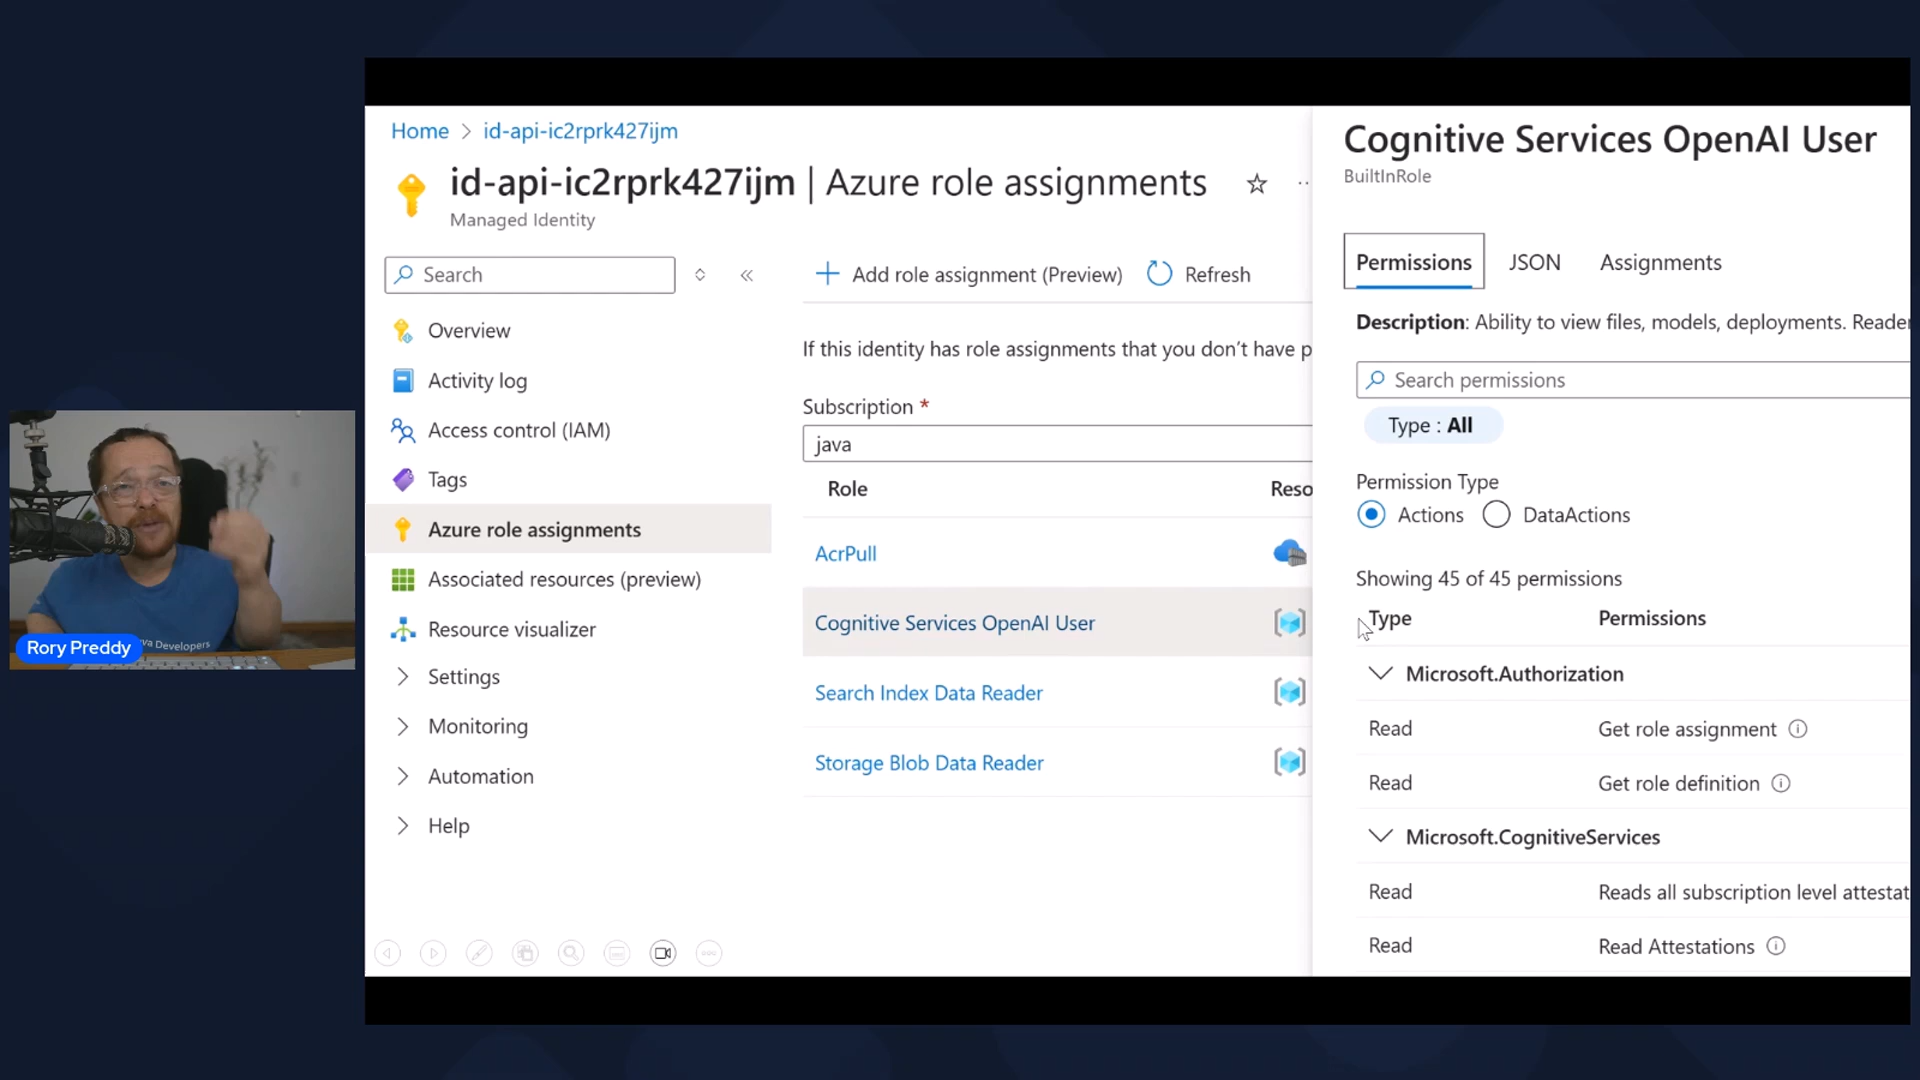 Home > id-api-ic2rprk427ijm
id-api-ic2rprk427ijm | Azure role assignments
Managed Identity
Search
Overview
Activity log
Access control (IAM)
Tags
Azure role assignments
Associated resources (preview)
Resource visualizer
Settings
Monitoring
Automation
Help
Add role assignment (Preview)
Refresh
If this identity has role assignments that you don't have p
Subscription *
java
Role
Reso
AcrPull
Cognitive Services OpenAI User
Search Index Data Reader
Storage Blob Data Reader
Cognitive Services OpenAI User
BuiltInRole
Permissions
JSON
Assignments
Description: Ability to view files, models, deployments. Reader
Search permissions
Type : All
Permission Type
Actions
DataActions
Showing 45 of 45 permissions
Type
Permissions
Microsoft.Authorization
Read
Get role assignment
Read
Get role definition
Microsoft.CognitiveServices
Read
Reads all subscription level attestat
Read
Read Attestations
va Developers
Rory Preddy